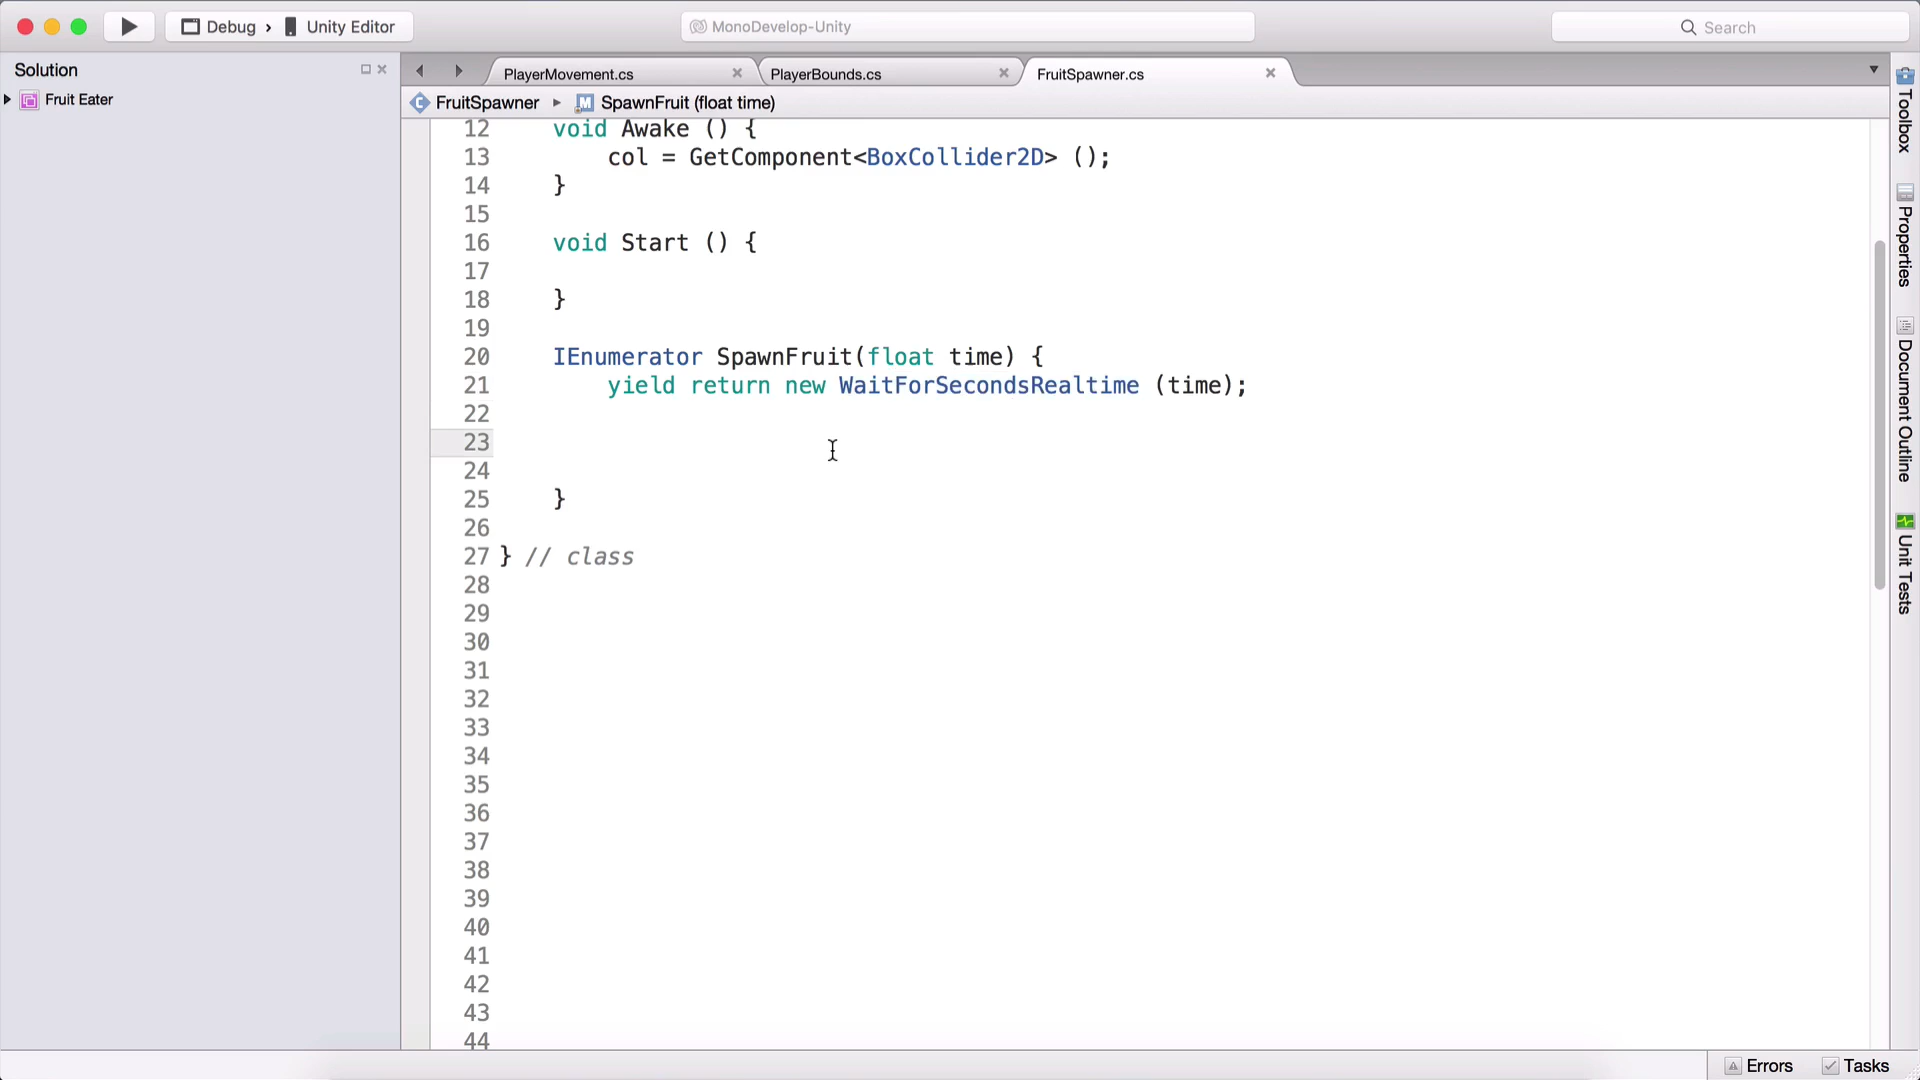 Debug › Unity Editor
MonoDevelop-Unity
Search
Solution
Fruit Eater
PlayerMovement.cs
PlayerBounds.cs
FruitSpawner.cs
FruitSpawner
SpawnFruit (float time)
12 void Awake () {
13 col = GetComponent<BoxCollider2D> ();
14 }
15
16 void Start () {
17
18 }
19
20 IEnumerator SpawnFruit(float time) {
21 yield return new WaitForSecondsRealtime (time);
22
23
24
25 }
26
27 } // class
28
29
30
31
32
33
34
35
36
37
38
39
40
41
42
43
44
Toolbox
Properties
Document Outline
Unit Tests
Errors
Tasks